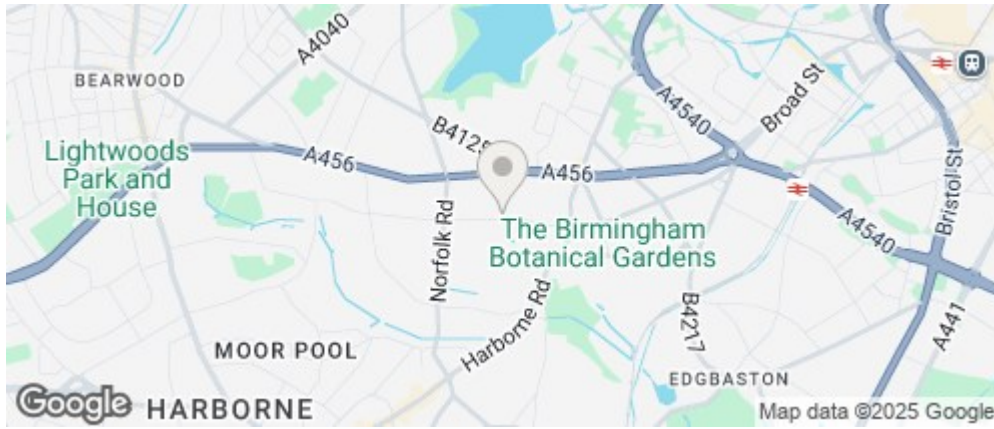 A4040
BEARWOOD
Lightwoods
Park and
House
A456
B4128
A456
A4540
Broad St
A4540
Bristol St
Norfolk Rd
The Birmingham
Botanical Gardens
Harborne Rd
B4217
A441
MOOR POOL
EDGBASTON
HARBORNE
Google
Map data ©2025 Google